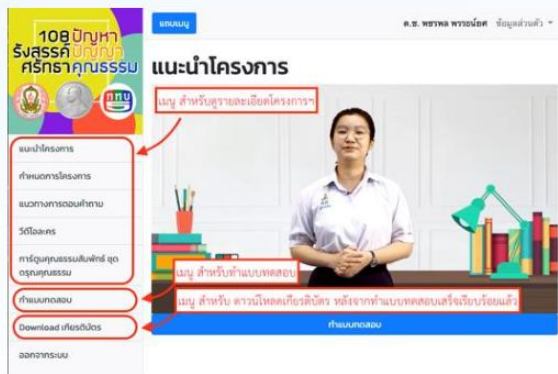 108 ปัญหา
รังสรรค์ปัญญา
ศรัทธาคุณธรรม
แถบเมนู
ด.ช. พชรพล พรรณ์ยศ ข้อมูลส่วนตัว
แนะนำโครงการ
เมนู สำหรับดูรายละเอียดโครงการฯ
แนะนำโครงการ
กำหนดการโครงการ
แนวทางการตอบคำถาม
วีดีโอละคร
การ์ตูนคุณธรรมสัมพันธ์ ชุด
ดรุณคุณธรรม
เมนู สำหรับทำแบบทดสอบ
ทำแบบทดสอบ
เมนู สำหรับ ดาวน์โหลดเกียรติบัตร หลังจากทำแบบทดสอบเสร็จเรียบร้อยแล้ว
Download เกียรติบัตร
ทำแบบทดสอบ
ออกจากระบบ